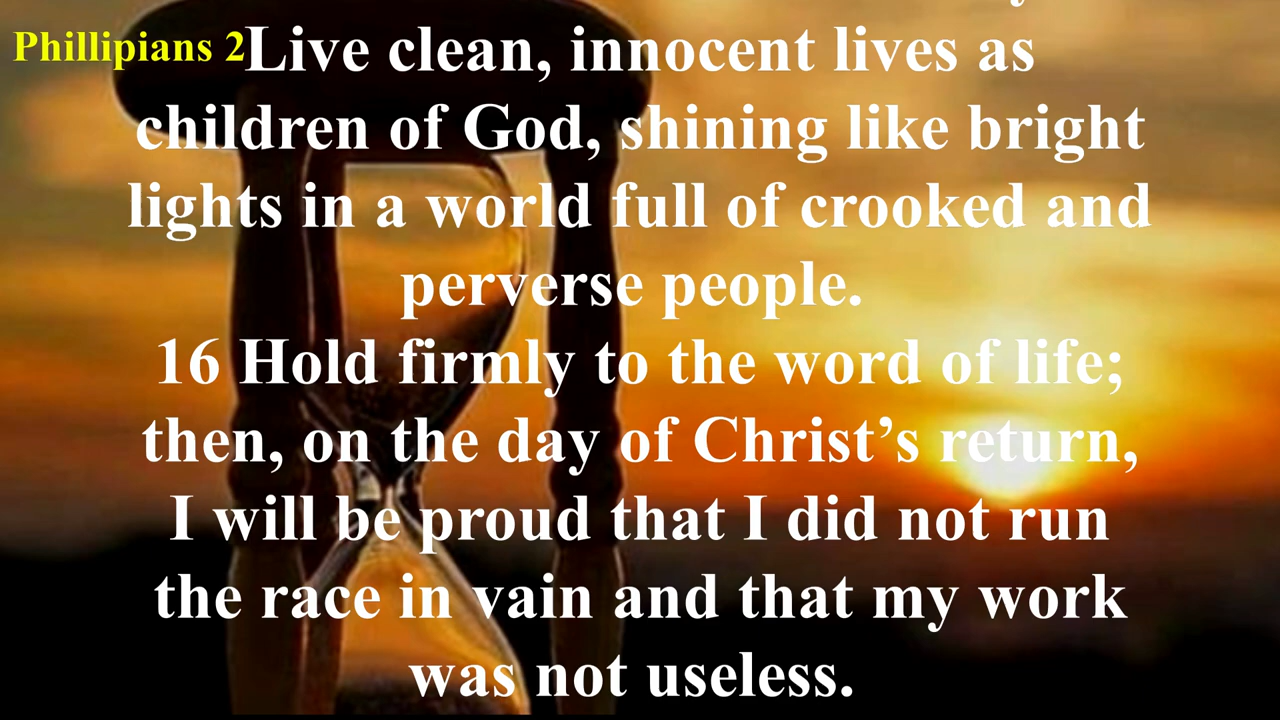 Phillipians 2
Live clean, innocent lives as
children of God, shining like bright
lights in a world full of crooked and
perverse people.
16 Hold firmly to the word of life;
then, on the day of Christ’s return,
I will be proud that I did not run
the race in vain and that my work
was not useless.